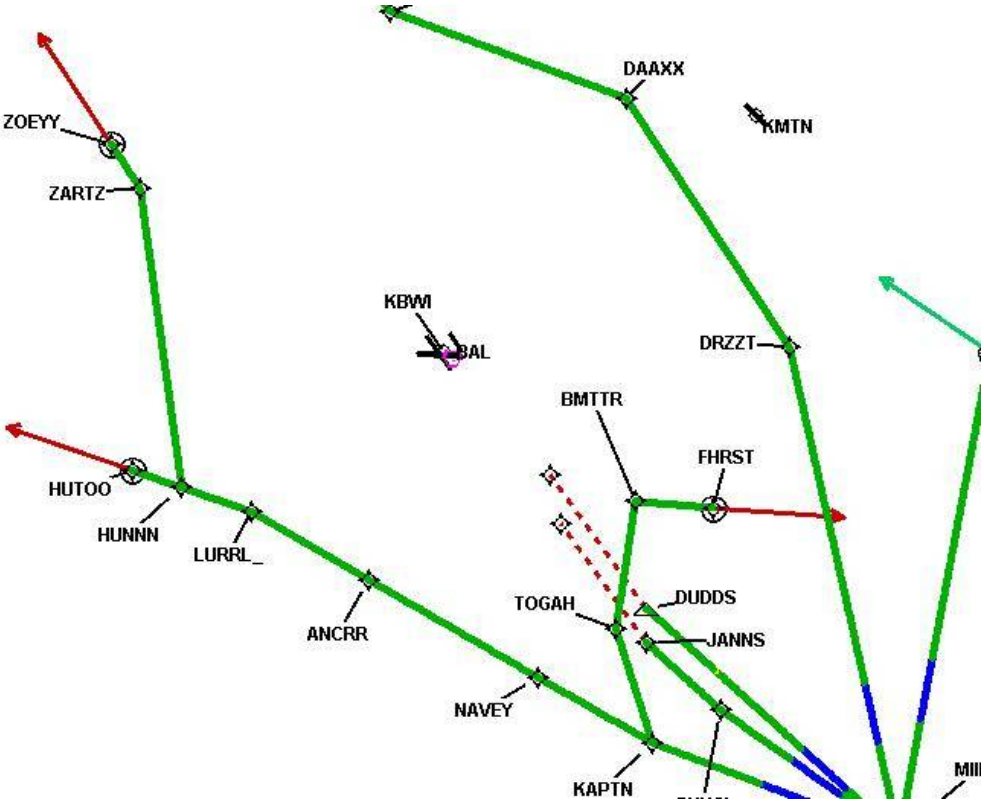 DAAXX
KMTN
ZOEYY
ZARTZ
KBWI
BAL
DRZZT
BMTTR
FHRST
HUTOO
HUNNN
LURRL_
TOGAH
DUDDS
JANNS
ANCRR
NAVEY
KAPTN